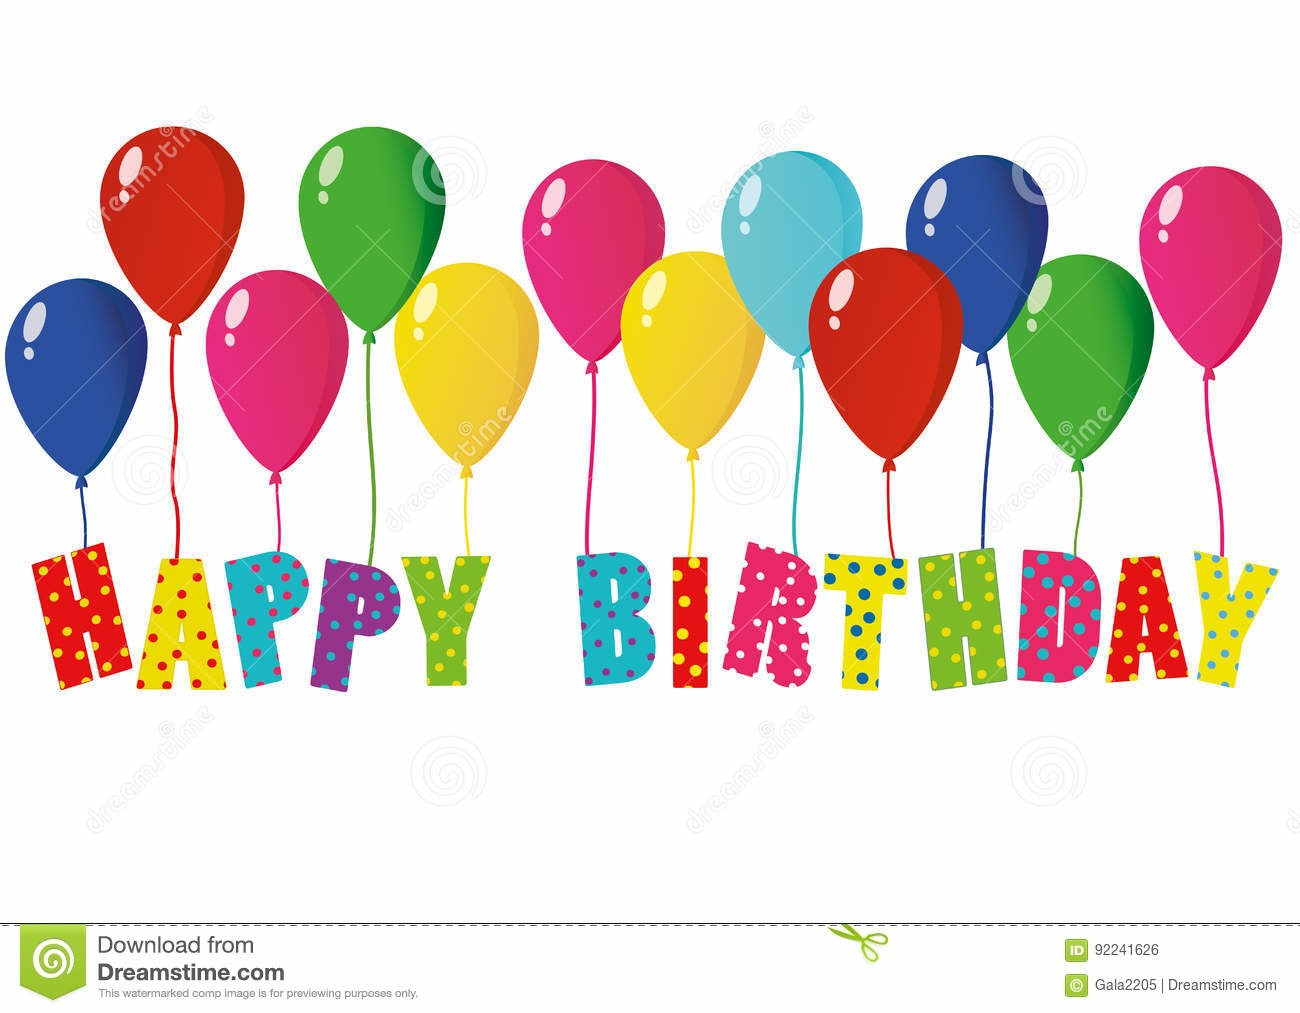 HAPPY BIRTHDAY
dreamstime
Download from
Dreamstime.com
This watermarked comp image is for previewing purposes only.
ID 92241626
© Gala2205 | Dreamstime.com